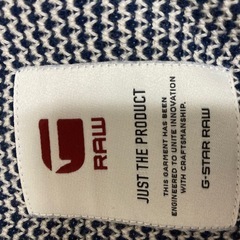 RAW
JUST THE PRODUCT
THIS GARMENT HAS BEEN
ENGINEERED TO UNITE INNOVATION
WITH CRAFTSMANSHIP.
G-STAR RAW